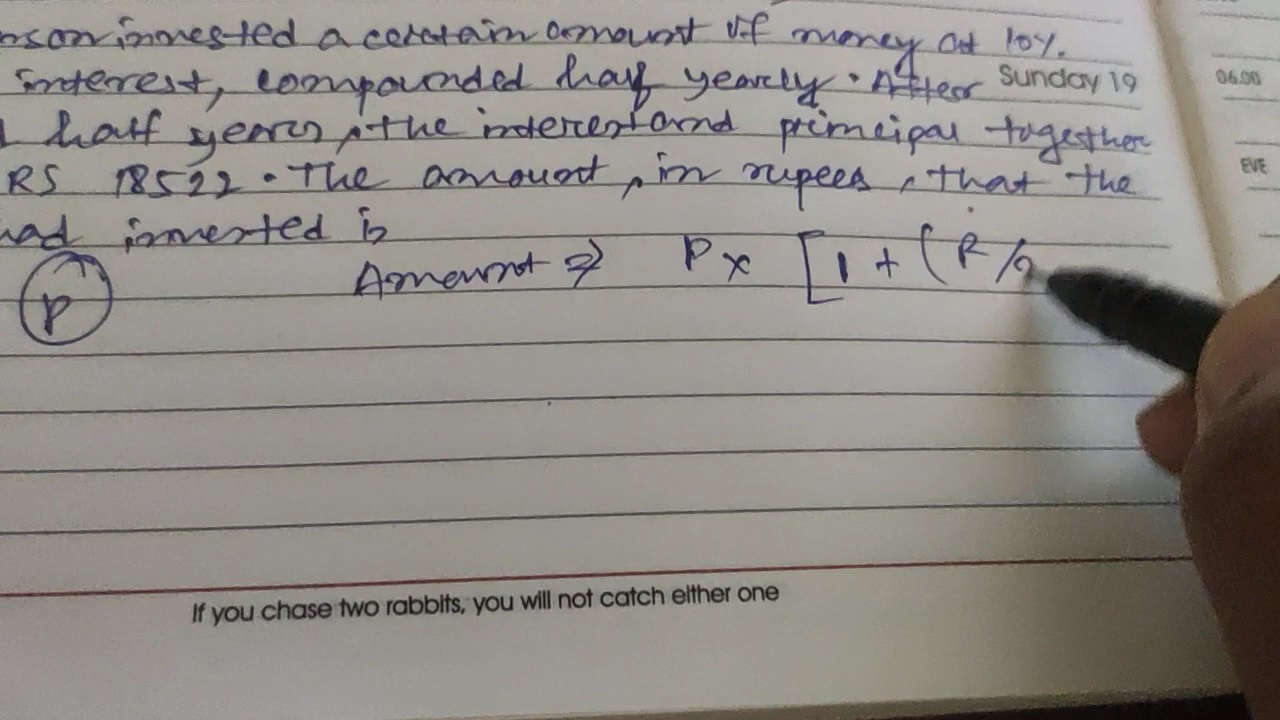 invested a certain amount of money at 10%.
interest, compounded half yearly. After Sunday 19
half years, the interest and principal together
RS 18522. The amount, in rupees, that the
invested is
Amount ⇒ P x [1 + (R/2
P
If you chase two rabbits, you will not catch either one
06.00
EVE